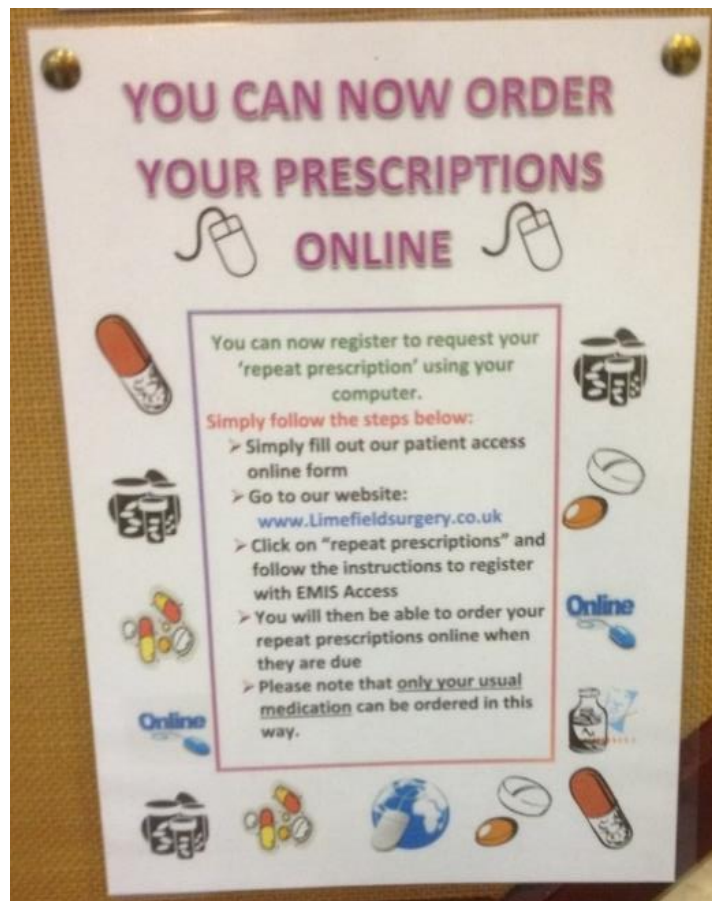 YOU CAN NOW ORDER
YOUR PRESCRIPTIONS
ONLINE
You can now register to request your
'repeat prescription' using your
computer.
Simply follow the steps below:
➢ Simply fill out our patient access
online form
➢ Go to our website:
www.Limefieldsurgery.co.uk
➢ Click on "repeat prescriptions" and
follow the instructions to register
with EMIS Access
➢ You will then be able to order your
repeat prescriptions online when
they are due
➢ Please note that only your usual
medication can be ordered in this
way.
Online
Online